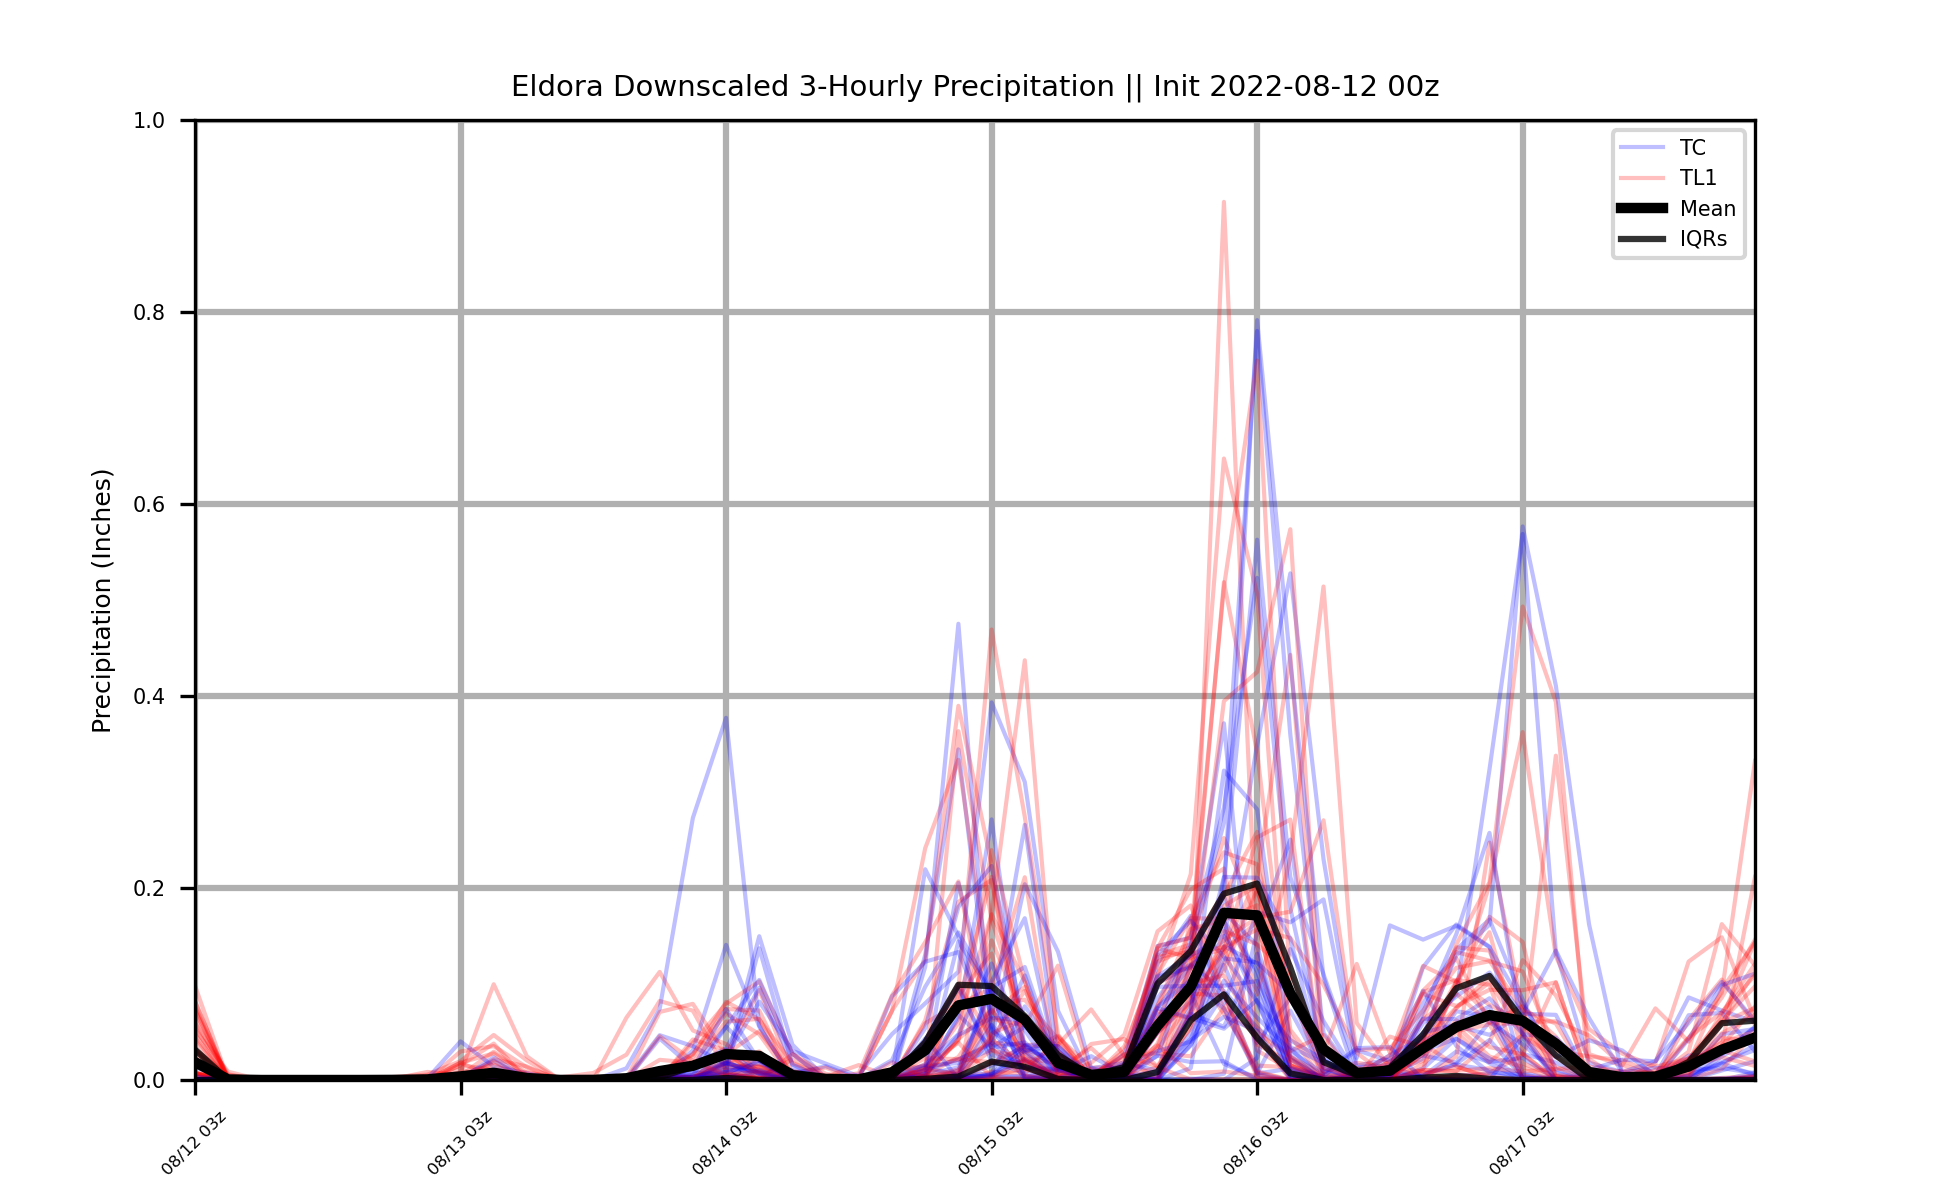 Eldora Downscaled 3-Hourly Precipitation || Init 2022-08-12 00z
Precipitation (Inches)
1.0
0.8
0.6
0.4
0.2
0.0
TC
TL1
Mean
IQRs
08/12 03z
08/13 03z
08/14 03z
08/15 03z
08/16 03z
08/17 03z